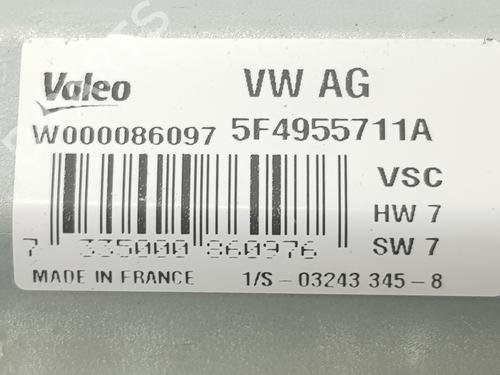 Valeo VW AG
W000086097 5F4955711A
VSC
HW 7
7 335000 860976 SW 7
MADE IN FRANCE 1/S - 03243 345 - 8